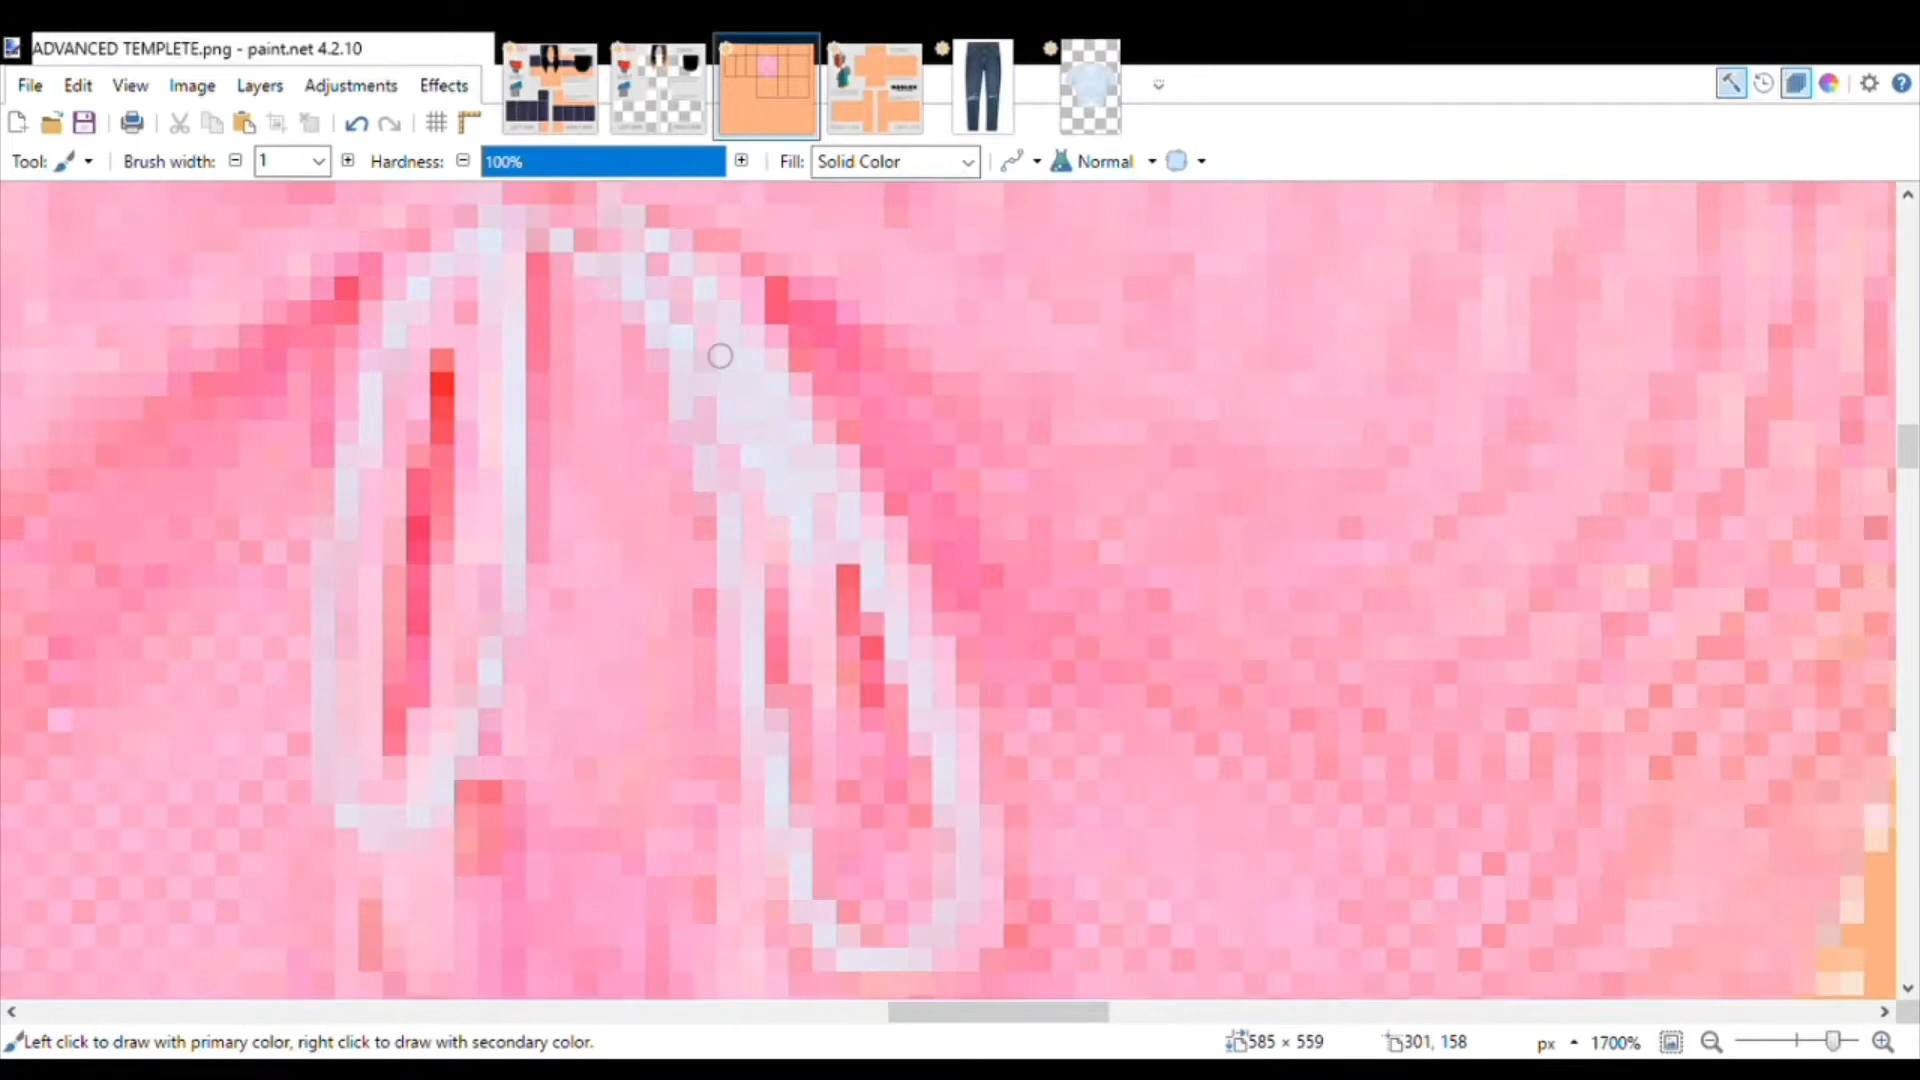 ADVANCED TEMPLETE.png - paint.net 4.2.10
File Edit View Image Layers Adjustments Effects
Tool: Brush width: 1 Hardness: 100% Fill: Solid Color Normal
Left click to draw with primary color, right click to draw with secondary color. 585 × 559 301, 158 px 1700%